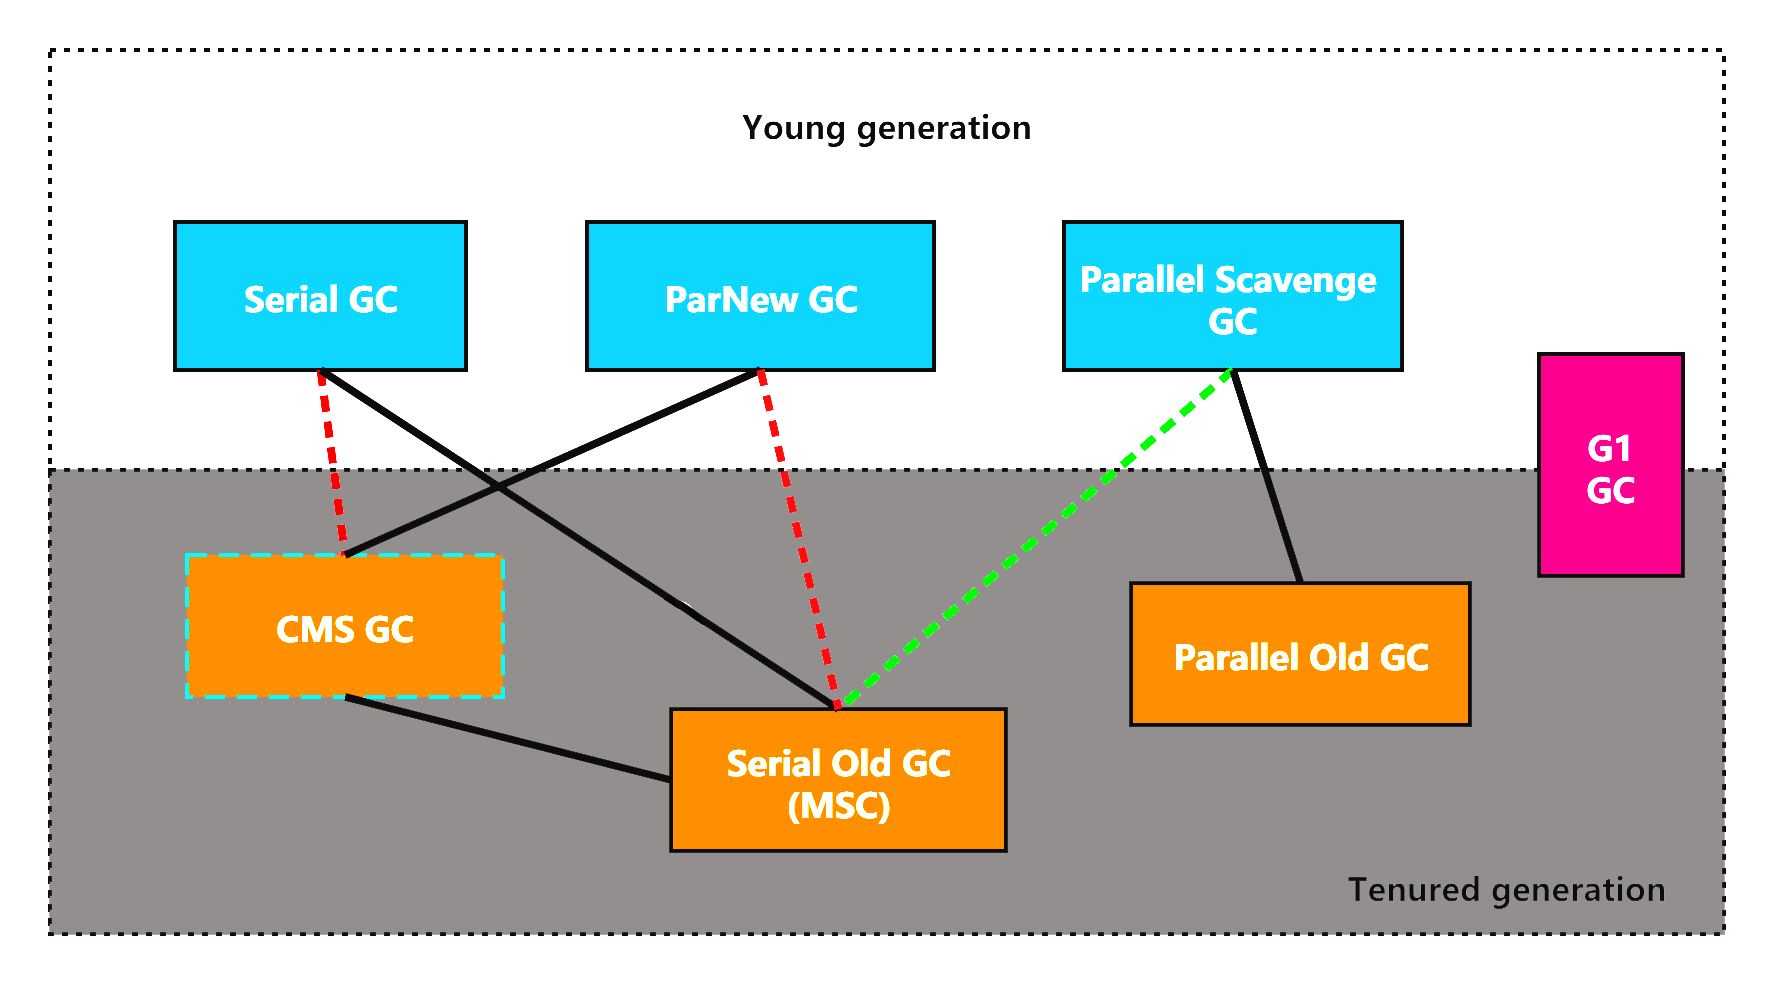 Young generation
Serial GC
ParNew GC
Parallel Scavenge
GC
G1
GC
CMS GC
Parallel Old GC
Serial Old GC
(MSC)
Tenured generation